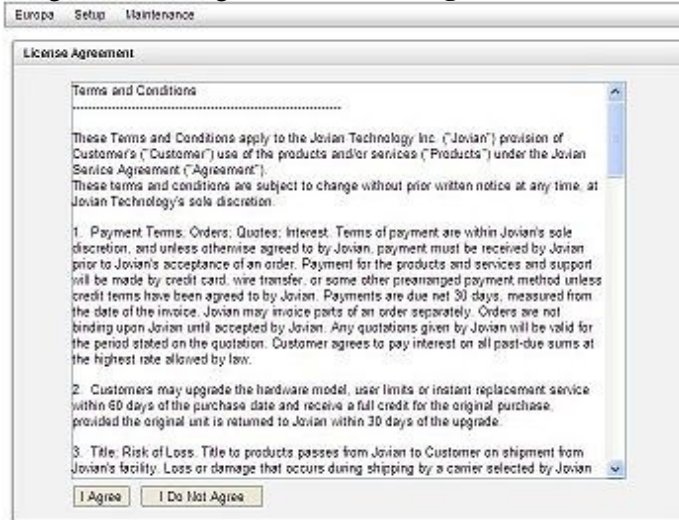 Europa Setup Maintenance
License Agreement
Terms and Conditions
--------------------------------------------------------------------
These Terms and Conditions apply to the Jovian Technology Inc. ("Jovian") provision of
Customer's ("Customer") use of the products and/or services ("Products") under the Jovian
Service Agreement ("Agreement").
These terms and conditions are subject to change without prior written notice at any time, at
Jovian Technology's sole discretion.
1. Payment Terms; Orders; Quotes; Interest. Terms of payment are within Jovian's sole
discretion, and unless otherwise agreed to by Jovian, payment must be received by Jovian
prior to Jovian's acceptance of an order. Payment for the products and services and support
will be made by credit card, wire transfer, or some other prearranged payment method unless
credit terms have been agreed to by Jovian. Payments are due net 30 days, measured from
the date of the invoice. Jovian may invoice parts of an order separately. Orders are not
binding upon Jovian until accepted by Jovian. Any quotations given by Jovian will be valid for
the period stated on the quotation. Customer agrees to pay interest on all past-due sums at
the highest rate allowed by law.
2. Customers may upgrade the hardware model, user limits or instant replacement service
within 60 days of the purchase date and receive a full credit for the original purchase,
provided the original unit is returned to Jovian within 30 days of the upgrade.
3. Title; Risk of Loss. Title to products passes from Jovian to Customer on shipment from
Jovian's facility. Loss or damage that occurs during shipping by a carrier selected by Jovian
I Agree I Do Not Agree